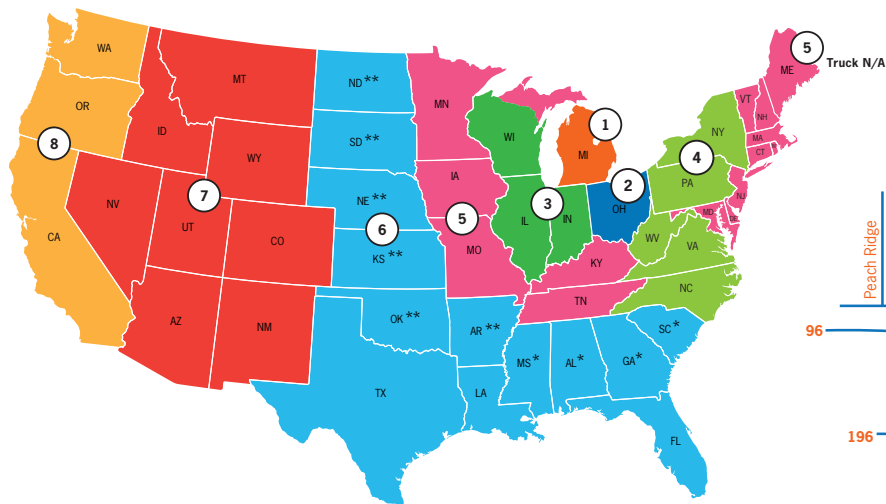 WA
OR
8
CA
NV
ID
MT
WY
7
UT
CO
AZ
NM
ND **
SD **
NE **
6
KS **
OK **
TX
MN
IA
5
MO
AR **
LA
WI
3
IL
IN
1
MI
2
OH
KY
TN
MS *
AL *
GA *
SC *
FL
4
NY
PA
WV
VA
NC
5
ME
Truck N/A
VT
NH
MA
CT
NJ
MD
DEL
Peach Ridge
96
196